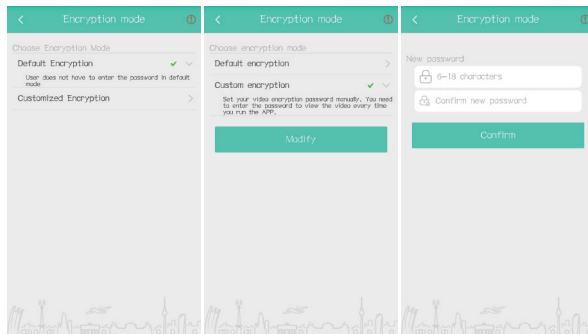 Encryption mode
Choose Encryption Mode
Default Encryption
User does not have to enter the password in default
mode
Customized Encryption
Encryption mode
Choose encryption mode
Default encryption
Custom encryption
Set your video encryption password manually. You need
to enter the password to view the video every time
you run the APP.
Modify
Encryption mode
New password
6-18 characters
Confirm new password
Confirm